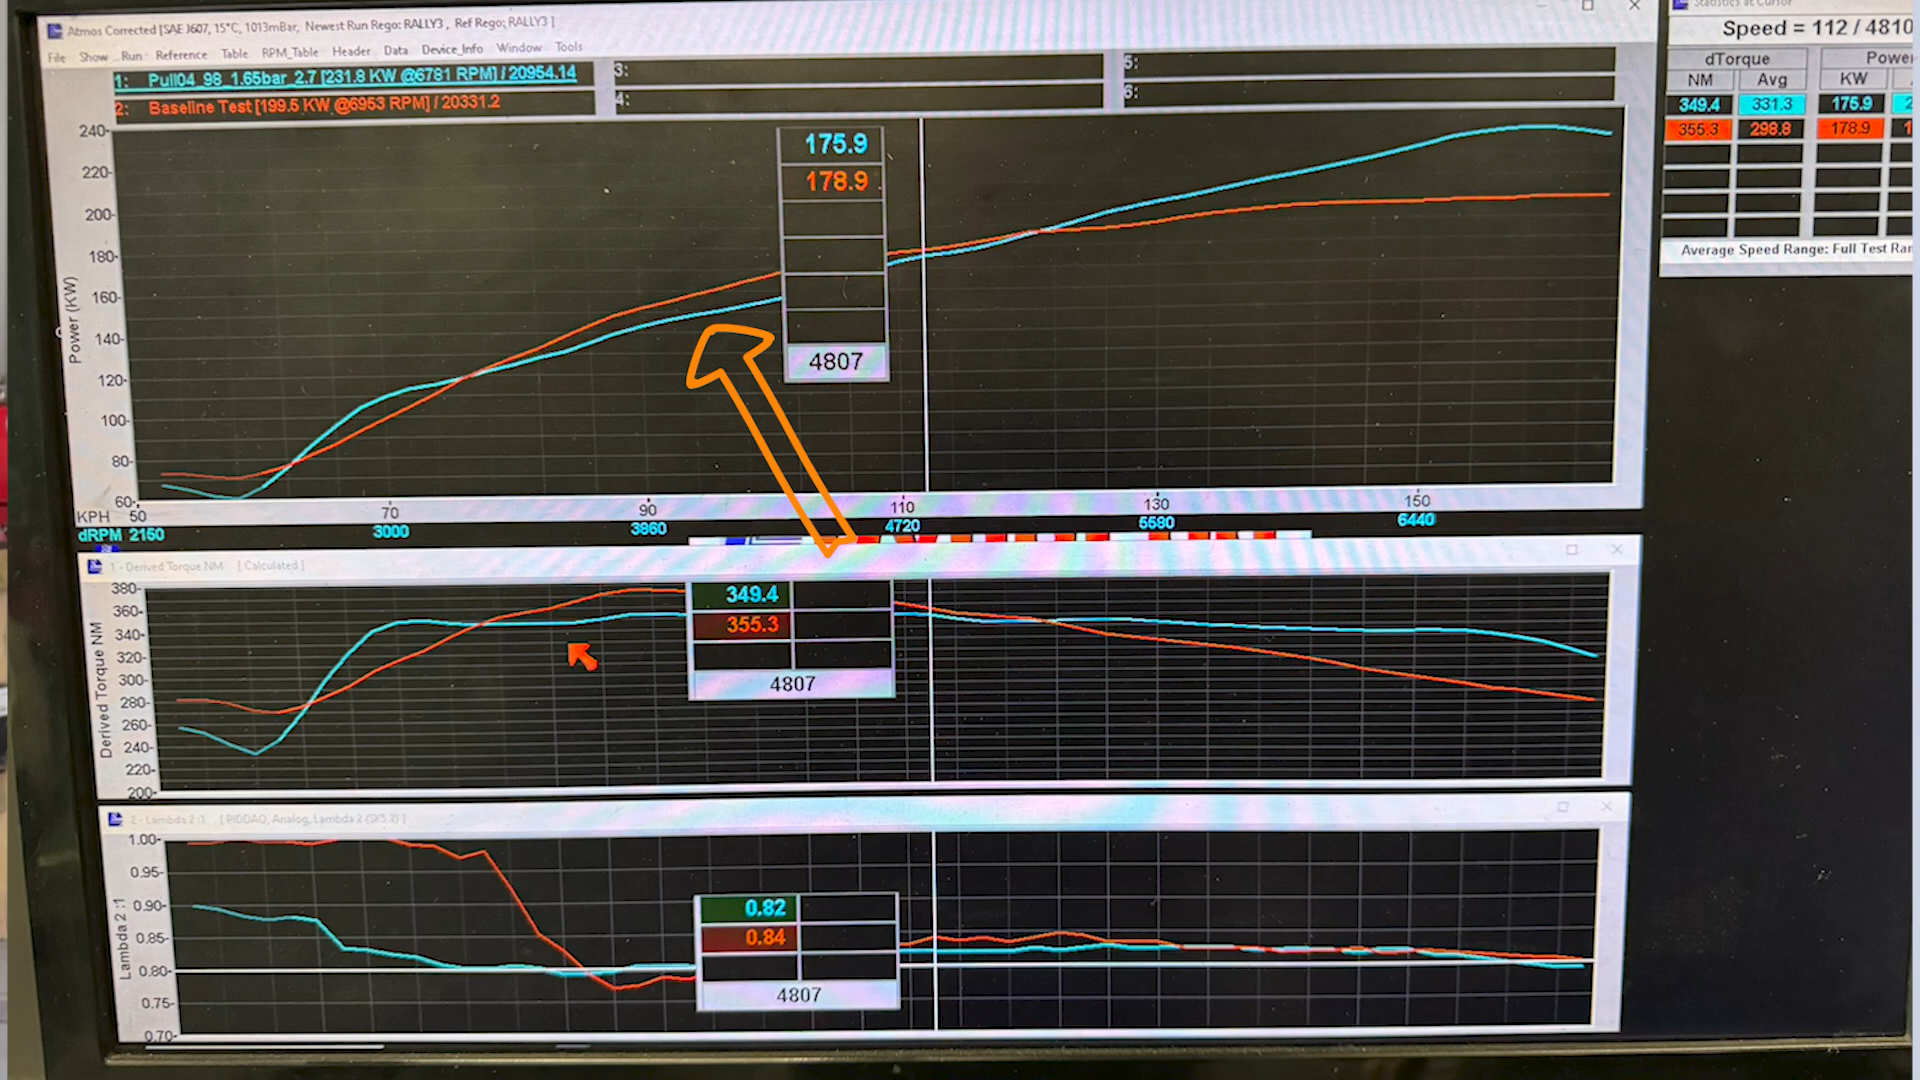 Atmos Corrected [SAE J607, 15°C, 1013mBar, Newest Run Rego: RALLY3 , Ref Rego: RALLY3 ]
File Show Run Reference Table RPM_Table Header Data Device_Info Window Tools
1: Pull04_98_1.65bar_2.7 [231.8 KW @6781 RPM] / 20954.14
2: Baseline Test [199.5 KW @6953 RPM] / 20331.2
3:
4:
5:
6:
Statistics at Cursor
Speed = 112 / 4810
dTorque Power
NM Avg KW
349.4 331.3 175.9 2
355.3 298.8 178.9 1
Average Speed Range: Full Test Ran
Power (KW)
240-
220-
200-
180-
160-
140-
120-
100-
80-
60-
175.9
178.9
4807
KPH 50 70 90 110 130 150
dRPM 2160 3000 3860 4720 5580 6440
1 - Derived Torque NM [ Calculated ]
Derived Torque NM
380-
360-
340-
320-
300-
280-
260-
240-
220-
200-
349.4
355.3
4807
2 - Lambda 2 :1
Lambda 2 :1
1.00-
0.95-
0.90-
0.85-
0.80-
0.75-
0.70-
0.82
0.84
4807